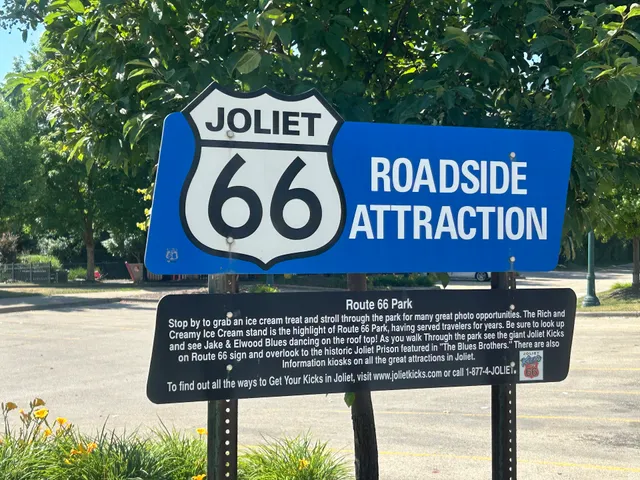 JOLIET
66
ROADSIDE
ATTRACTION
Route 66 Park
Stop by to grab an ice cream treat and stroll through the park for many great photo opportunities. The Rich and
Creamy Ice Cream stand is the highlight of Route 66 Park, having served travelers for years. Be sure to look up
and see Jake & Elwood Blues dancing on the roof top! As you walk Through the park see the giant Joliet Kicks
on Route 66 sign and overlook to the historic Joliet Prison featured in "The Blues Brothers." There are also
Information kiosks on all the great attractions in Joliet.
To find out all the ways to Get Your Kicks in Joliet, visit www.jolietkicks.com or call 1-877-4-JOLIET.
JOLIET
66